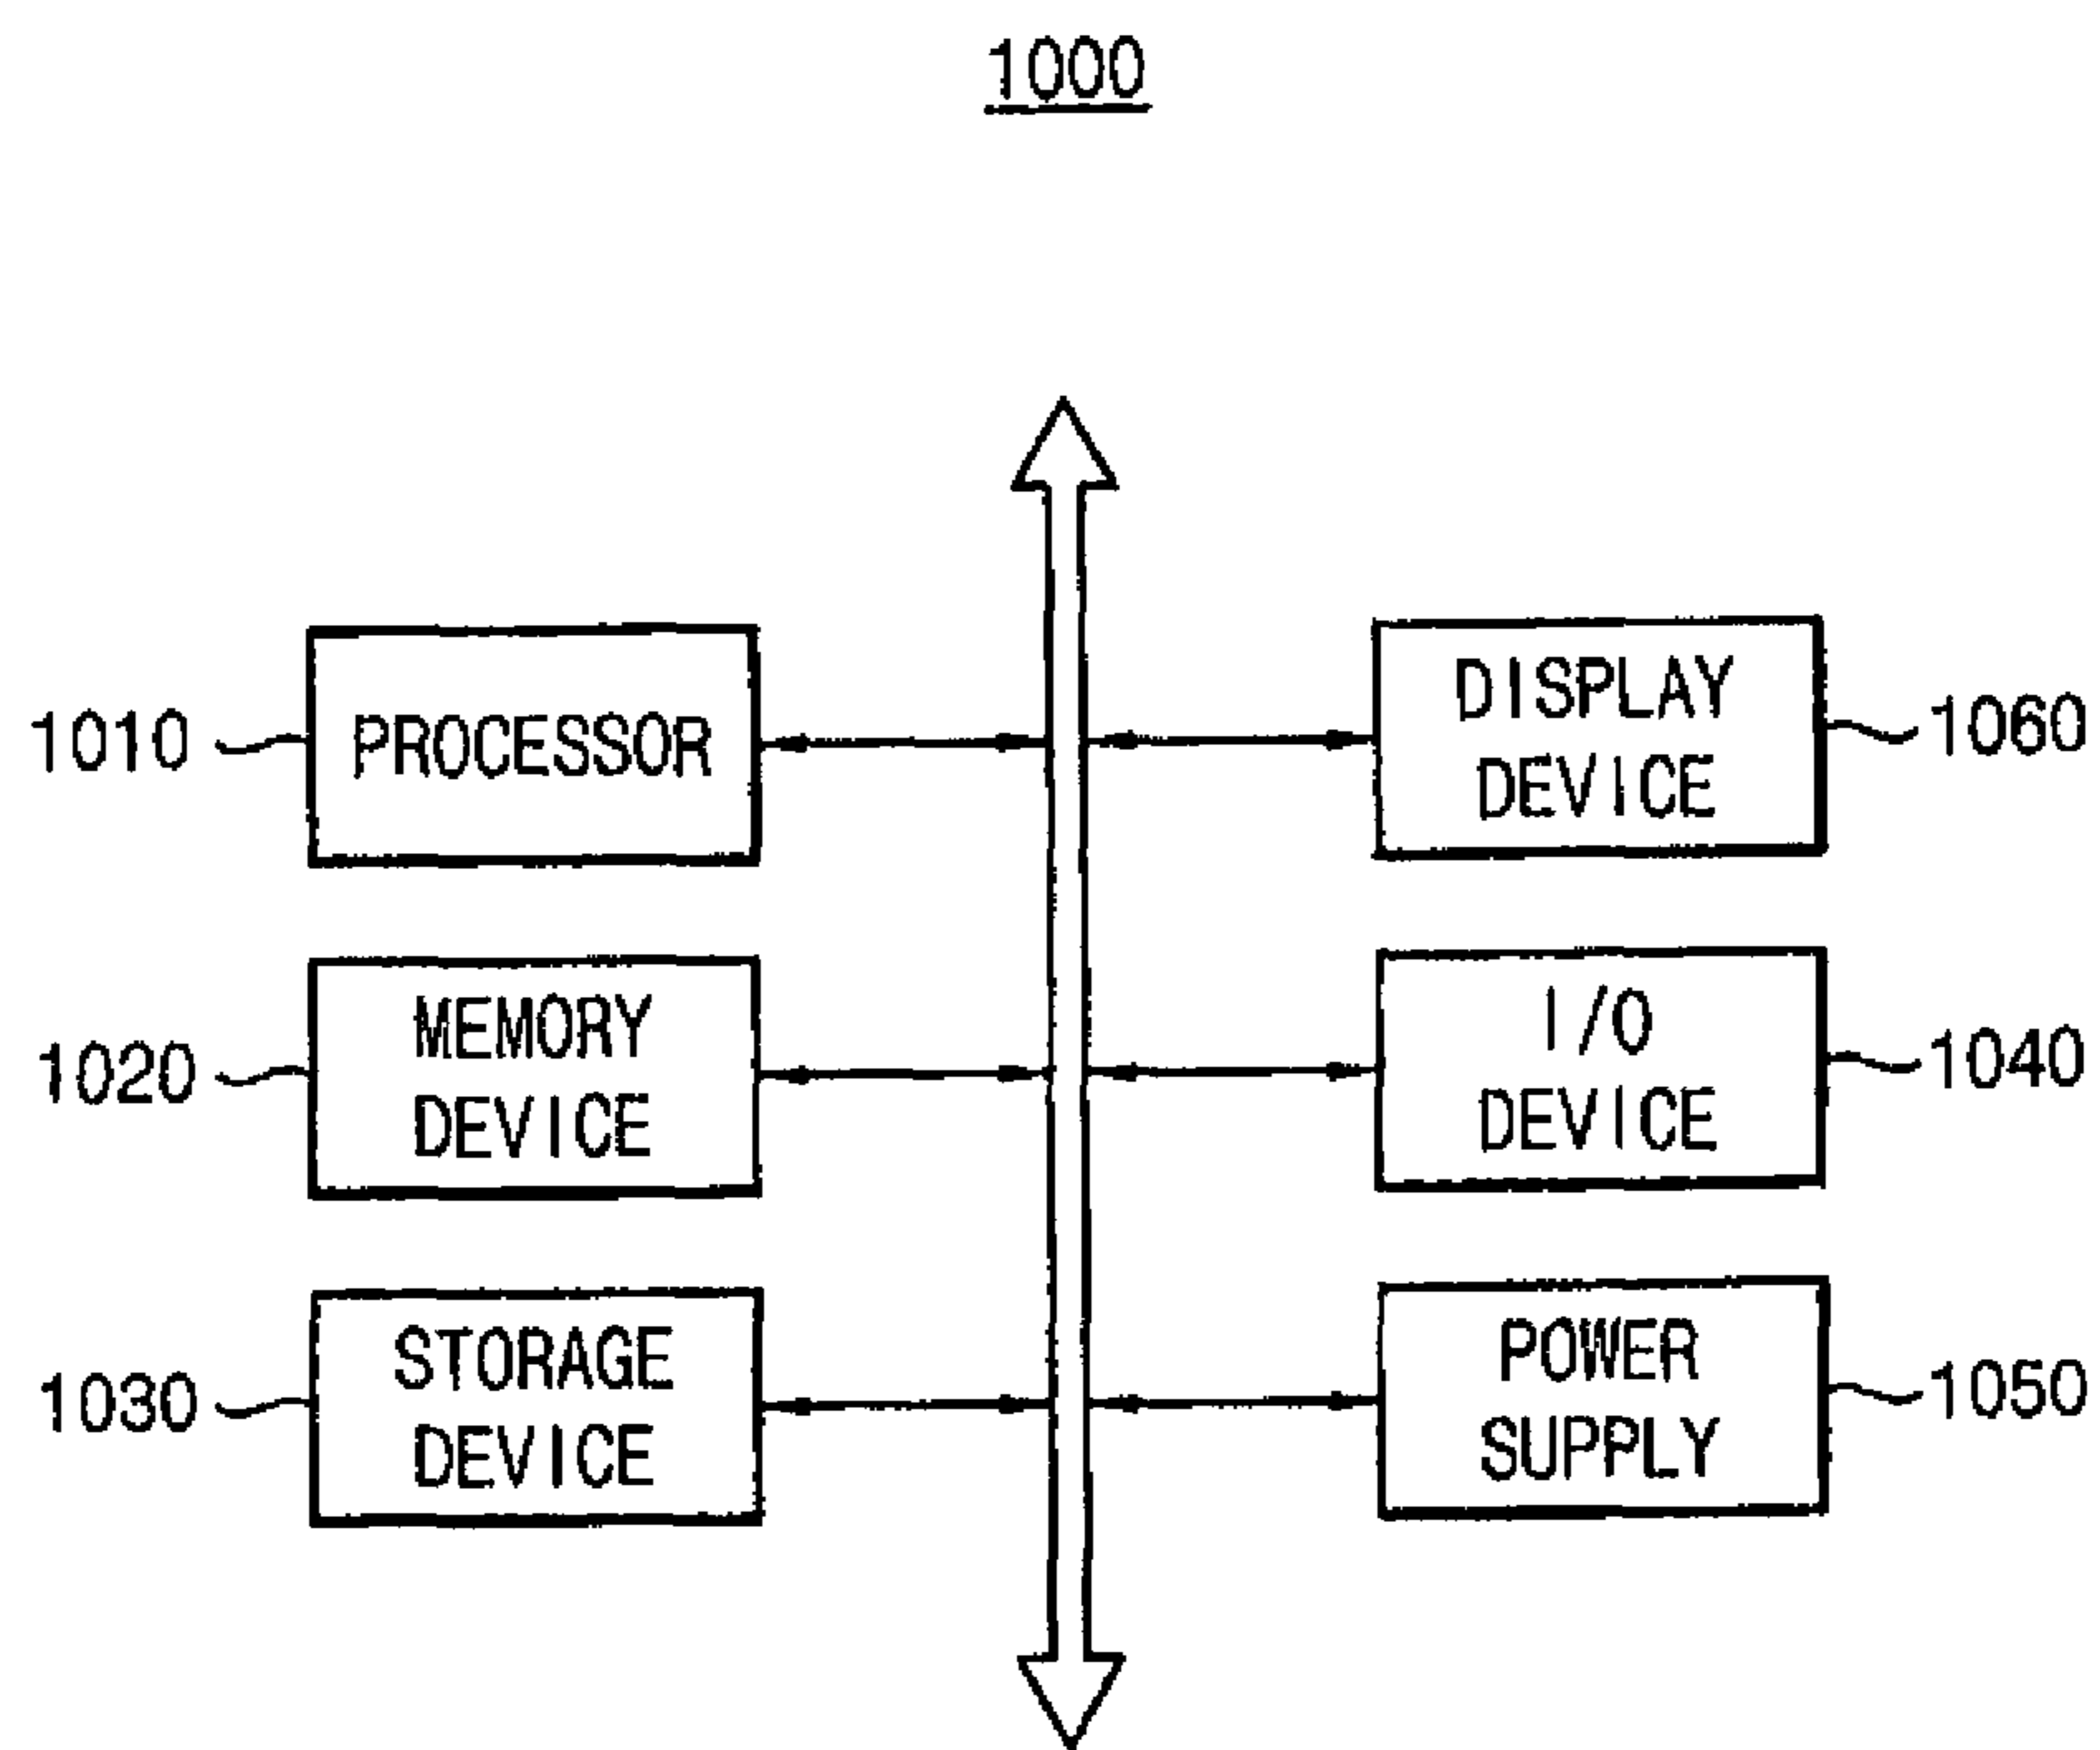 1000
1010
PROCESSOR
DISPLAY
DEVICE
1060
1020
MEMORY
DEVICE
I/O
DEVICE
1040
1030
STORAGE
DEVICE
POWER
SUPPLY
1050